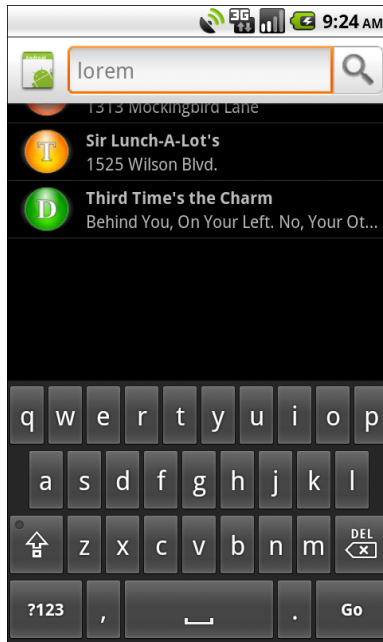 3G 9:24 AM
lorem
1313 Mockingbird Lane
T Sir Lunch-A-Lot's
1525 Wilson Blvd.
D Third Time's the Charm
Behind You, On Your Left. No, Your Ot...
q w e r t y u i o p
a s d f g h j k l
z x c v b n m DEL
?123 , . Go